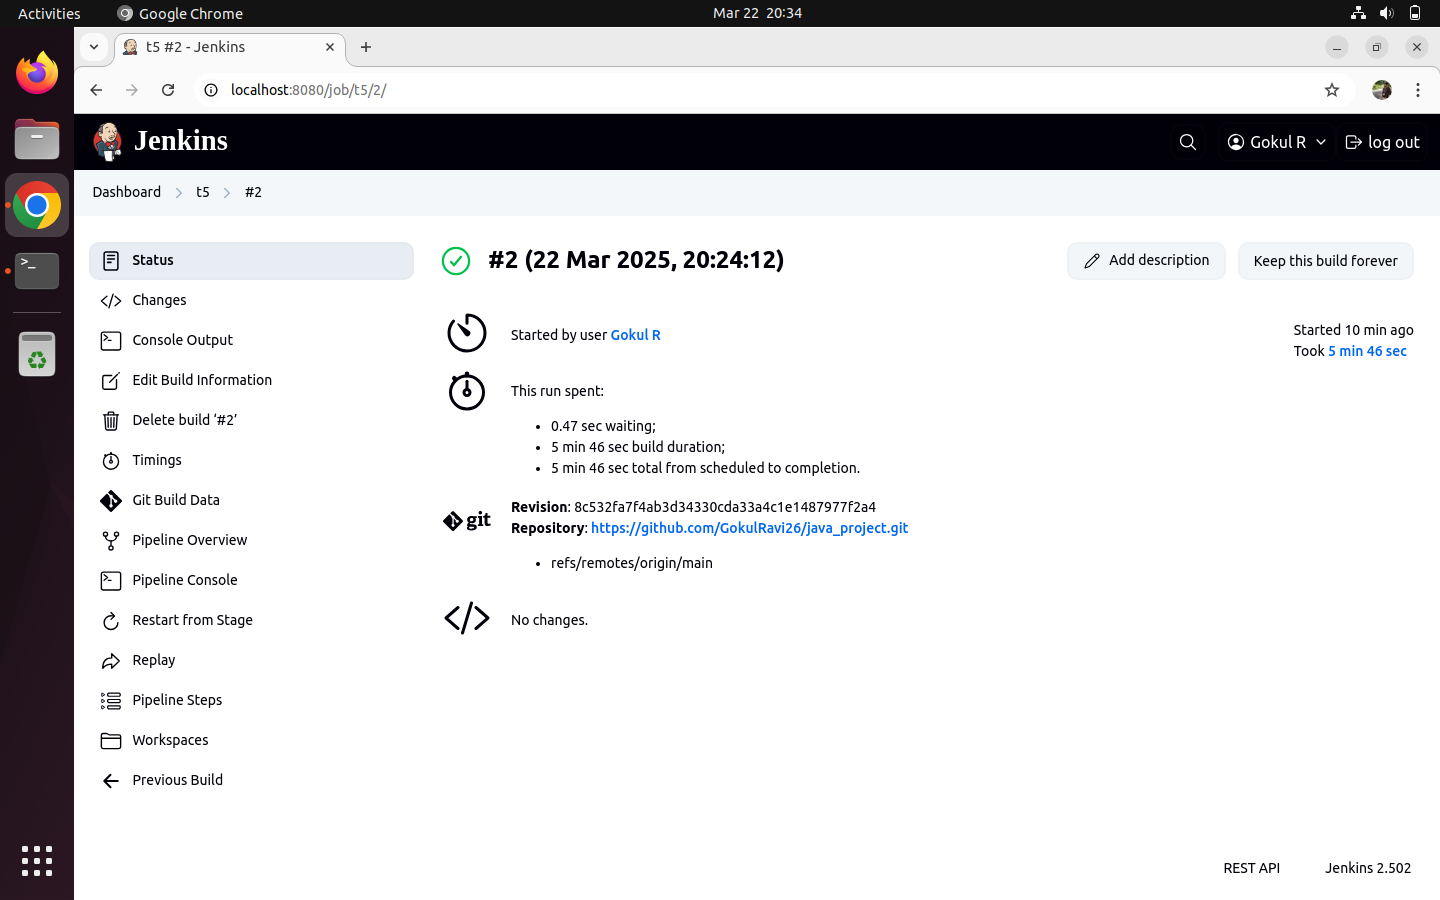 Activities
Google Chrome
Mar 22 20:34
t5 #2 - Jenkins
localhost:8080/job/t5/2/
Jenkins
Gokul R
log out
Dashboard
t5
#2
Status
Changes
Console Output
Edit Build Information
Delete build ‘#2’
Timings
Git Build Data
Pipeline Overview
Pipeline Console
Restart from Stage
Replay
Pipeline Steps
Workspaces
Previous Build
#2 (22 Mar 2025, 20:24:12)
Add description
Keep this build forever
Started by user Gokul R
Started 10 min ago
Took 5 min 46 sec
This run spent:
• 0.47 sec waiting;
• 5 min 46 sec build duration;
• 5 min 46 sec total from scheduled to completion.
git
Revision: 8c532fa7f4ab3d34330cda33a4c1e1487977f2a4
Repository: https://github.com/GokulRavi26/java_project.git
• refs/remotes/origin/main
No changes.
REST API
Jenkins 2.502